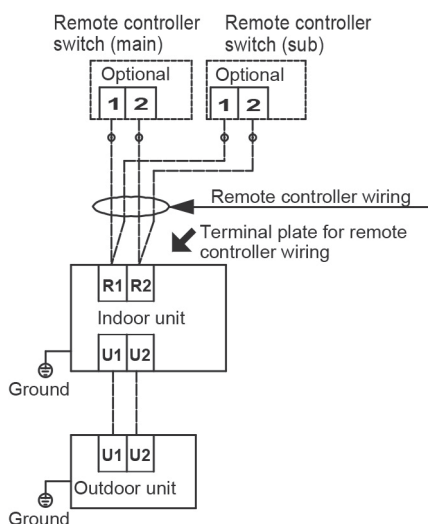 Remote controller
switch (main)
Remote controller
switch (sub)
Optional
Optional
1 2
1 2
Remote controller wiring
Terminal plate for remote
controller wiring
R1 R2
Indoor unit
U1 U2
Ground
U1 U2
Outdoor unit
Ground